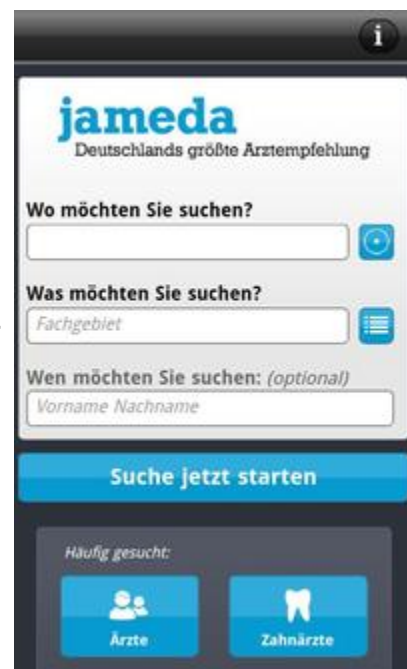 i
jameda
Deutschlands größte Arztempfehlung
Wo möchten Sie suchen?
Was möchten Sie suchen?
Fachgebiet
Wen möchten Sie suchen: (optional)
Vorname Nachname
Suche jetzt starten
Häufig gesucht:
Ärzte Zahnärzte